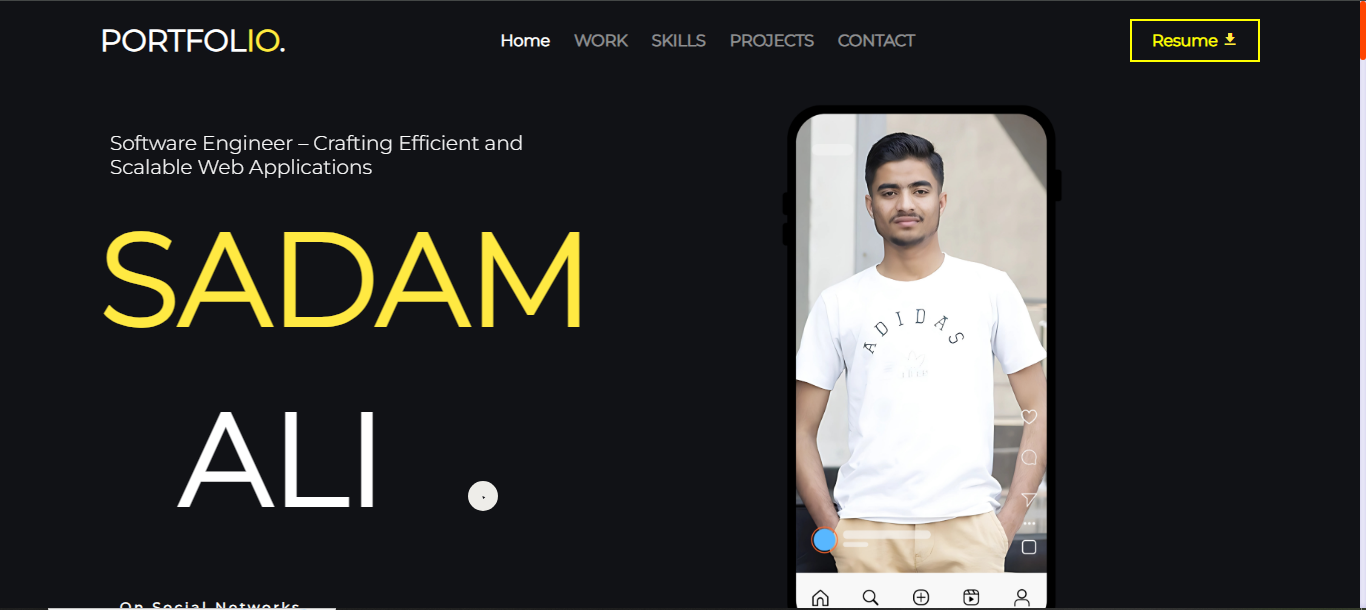 PORTFOLIO.
Home WORK SKILLS PROJECTS CONTACT
Resume
Software Engineer – Crafting Efficient and
Scalable Web Applications
SADAM
ALI
ADIDAS
On Social Networks